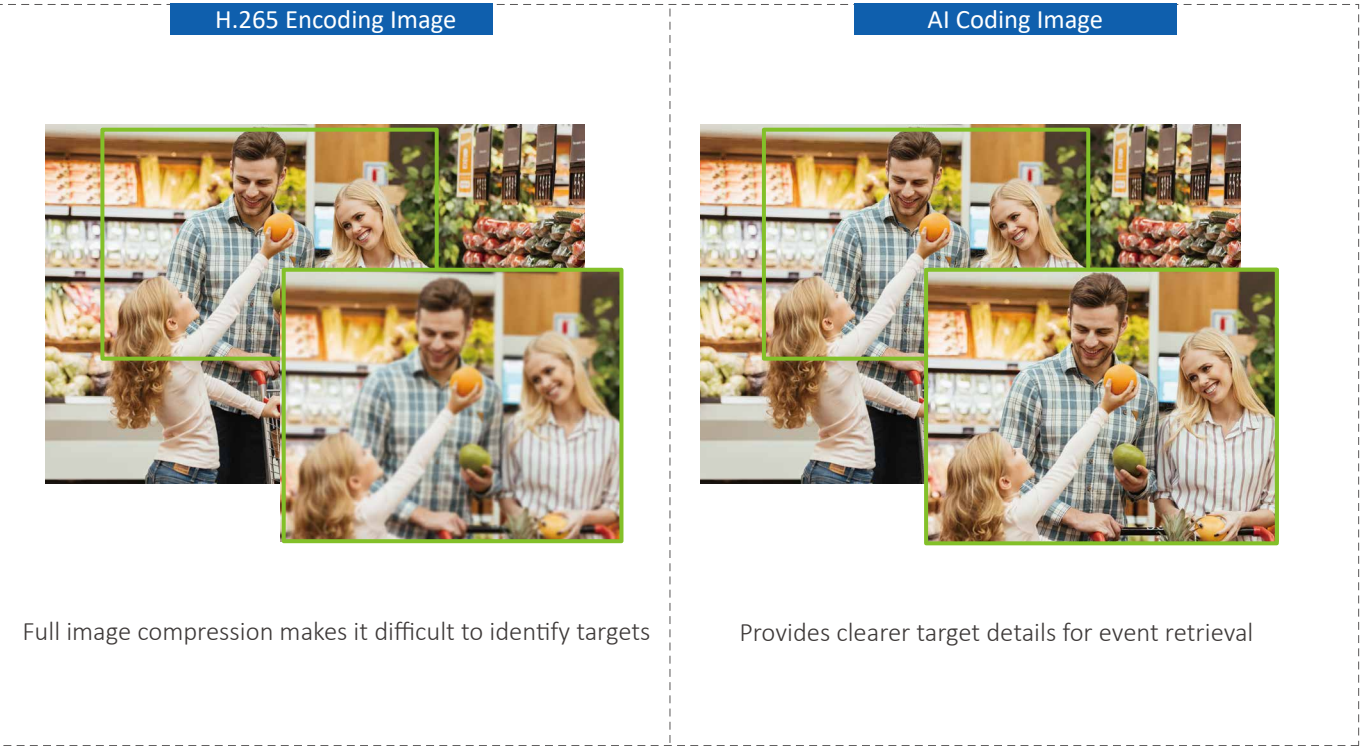 H.265 Encoding Image
AI Coding Image
Full image compression makes it difficult to identify targets
Provides clearer target details for event retrieval